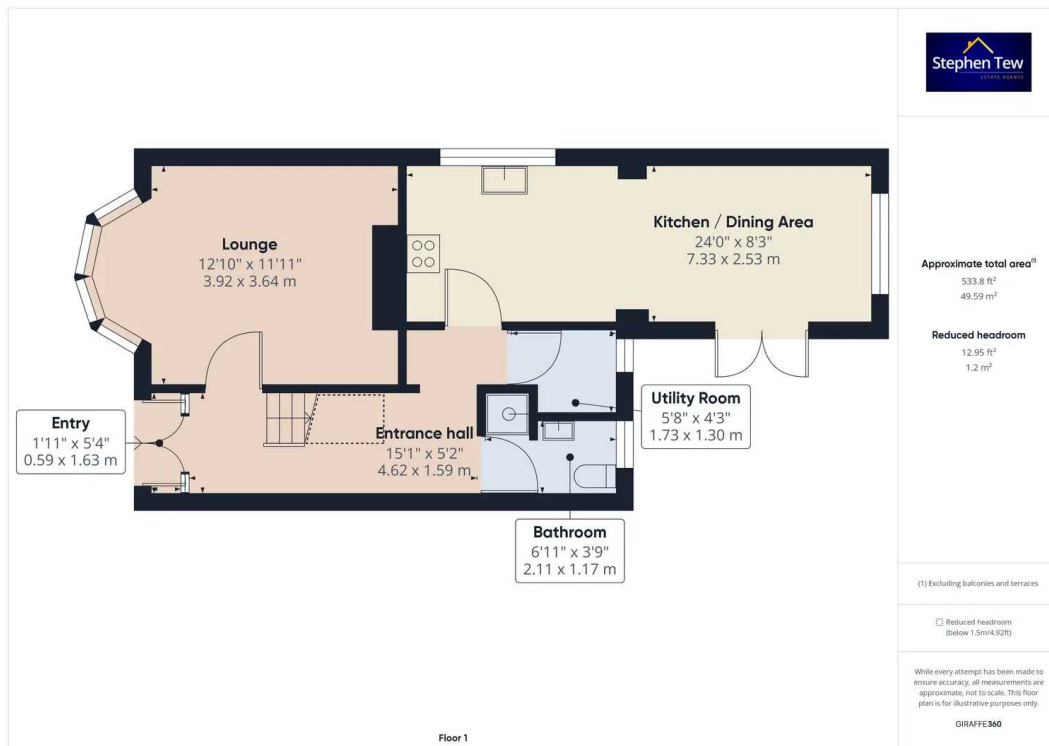 Stephen Tew
ESTATE AGENTS
Lounge
12'10" x 11'11"
3.92 x 3.64 m
Kitchen / Dining Area
24'0" x 8'3"
7.33 x 2.53 m
Entry
1'11" x 5'4"
0.59 x 1.63 m
Entrance hall
15'1" x 5'2"
4.62 x 1.59 m
Utility Room
5'8" x 4'3"
1.73 x 1.30 m
Bathroom
6'11" x 3'9"
2.11 x 1.17 m
Floor 1
Approximate total area(1)
533.8 ft²
49.59 m²
Reduced headroom
12.95 ft²
1.2 m²
(1) Excluding balconies and terraces
Reduced headroom
(below 1.5m/4.92ft)
While every attempt has been made to
ensure accuracy, all measurements are
approximate, not to scale. This floor
plan is for illustrative purposes only.
GIRAFFE360